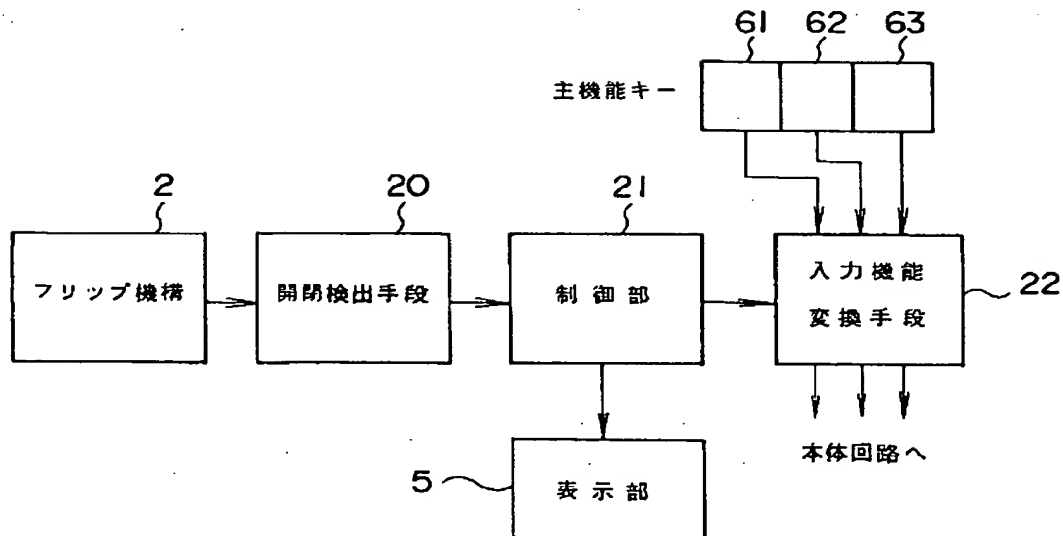 61 62 63
主機能キー
2 20 21
フリップ機構
開閉検出手段
制御部
入力機能
変換手段
22
本体回路へ
5
表示部